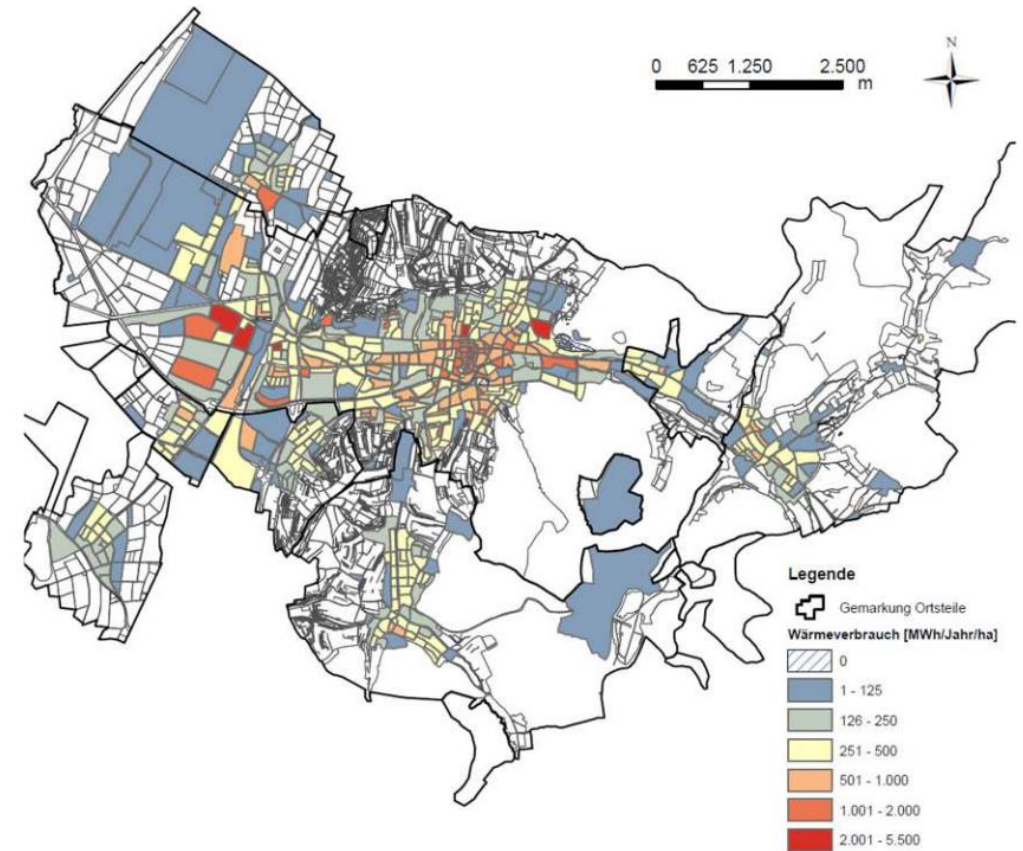 N
0 625 1.250 2.500
m
Legende
Gemarkung Ortsteile
Wärmeverbrauch [MWh/Jahr/ha]
0
1 - 125
126 - 250
251 - 500
501 - 1.000
1.001 - 2.000
2.001 - 5.500